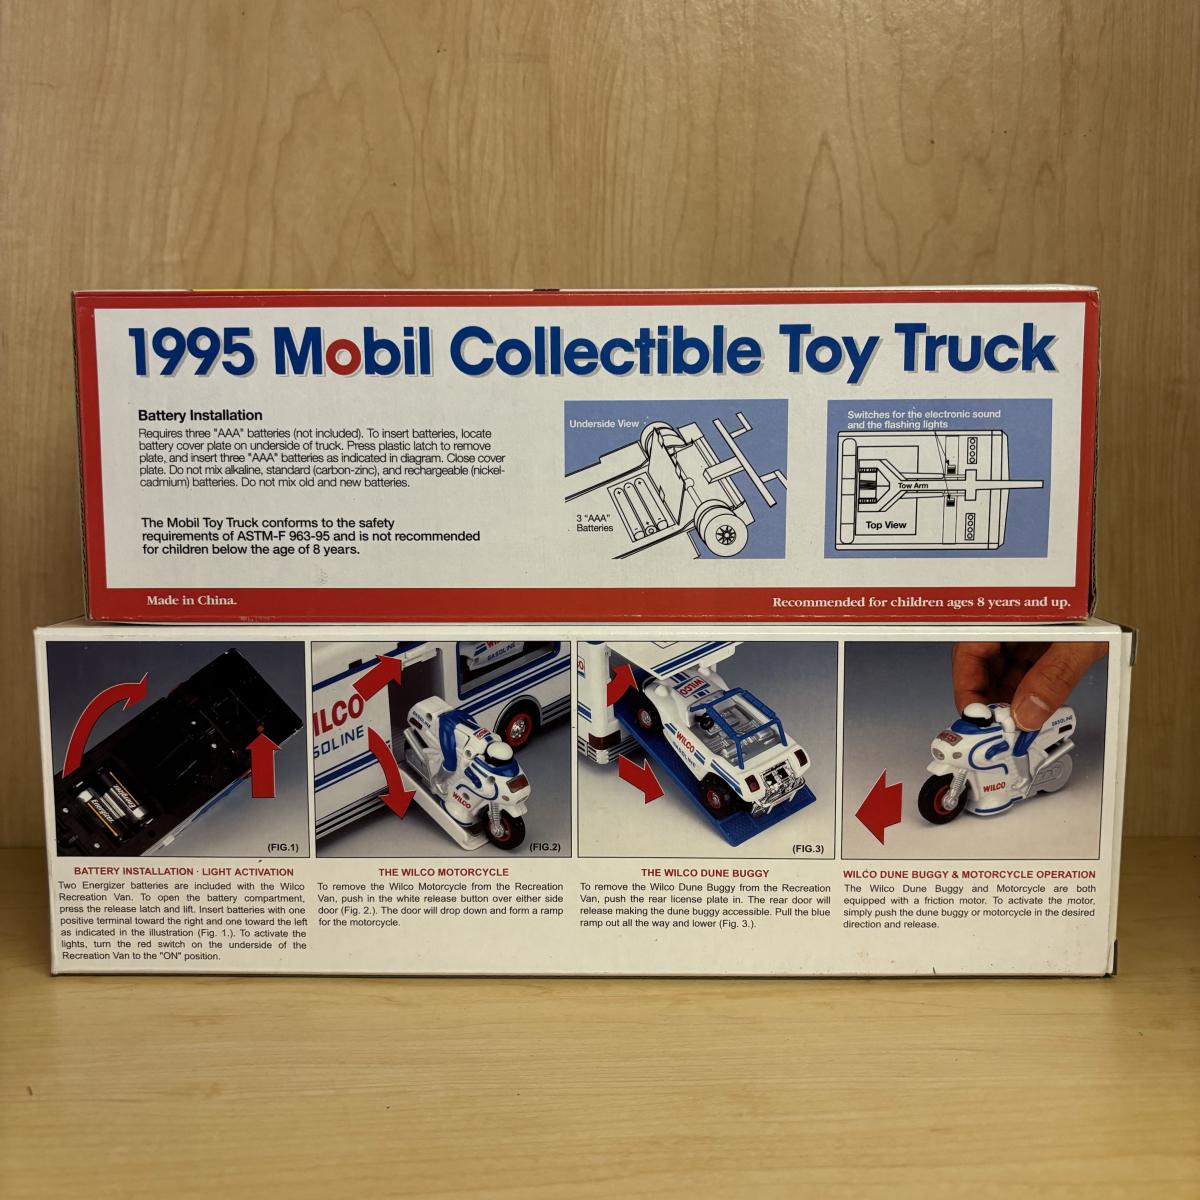 1995 Mobil Collectible Toy Truck
Battery Installation
Requires three "AAA" batteries (not included). To insert batteries, locate
battery cover plate on underside of truck. Press plastic latch to remove
plate, and insert three "AAA" batteries as indicated in diagram. Close cover
plate. Do not mix alkaline, standard (carbon-zinc), and rechargeable (nickel-
cadmium) batteries. Do not mix old and new batteries.
The Mobil Toy Truck conforms to the safety
requirements of ASTM-F 963-95 and is not recommended
for children below the age of 8 years.
Underside View
3 "AAA"
Batteries
Switches for the electronic sound
and the flashing lights
Tow Arm
Top View
Made in China.
Recommended for children ages 8 years and up.
Energizer
Energizer
(FIG.1)
BATTERY INSTALLATION · LIGHT ACTIVATION
Two Energizer batteries are included with the Wilco
Recreation Van. To open the battery compartment,
press the release latch and lift. Insert batteries with one
positive terminal toward the right and one toward the left
as indicated in the illustration (Fig. 1.). To activate the
lights, turn the red switch on the underside of the
Recreation Van to the "ON" position.
ILCO
SOLINE
GASOLINE
WILCO
(FIG.2)
THE WILCO MOTORCYCLE
To remove the Wilco Motorcycle from the Recreation
Van, push in the white release button over either side
door (Fig. 2.). The door will drop down and form a ramp
for the motorcycle.
WILCO
WILCO
GASOLINE
(FIG.3)
THE WILCO DUNE BUGGY
To remove the Wilco Dune Buggy from the Recreation
Van, push the rear license plate in. The rear door will
release making the dune buggy accessible. Pull the blue
ramp out all the way and lower (Fig. 3.).
GASOLINE
WILCO
WILCO DUNE BUGGY & MOTORCYCLE OPERATION
The Wilco Dune Buggy and Motorcycle are both
equipped with a friction motor. To activate the motor,
simply push the dune buggy or motorcycle in the desired
direction and release.